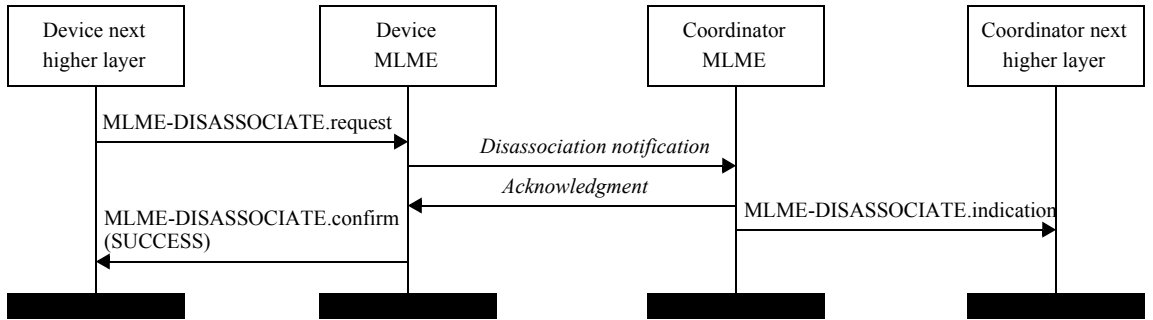 Device next
higher layer
Device
MLME
Coordinator
MLME
Coordinator next
higher layer
MLME-DISASSOCIATE.request
Disassociation notification
Acknowledgment
MLME-DISASSOCIATE.indication
MLME-DISASSOCIATE.confirm
(SUCCESS)